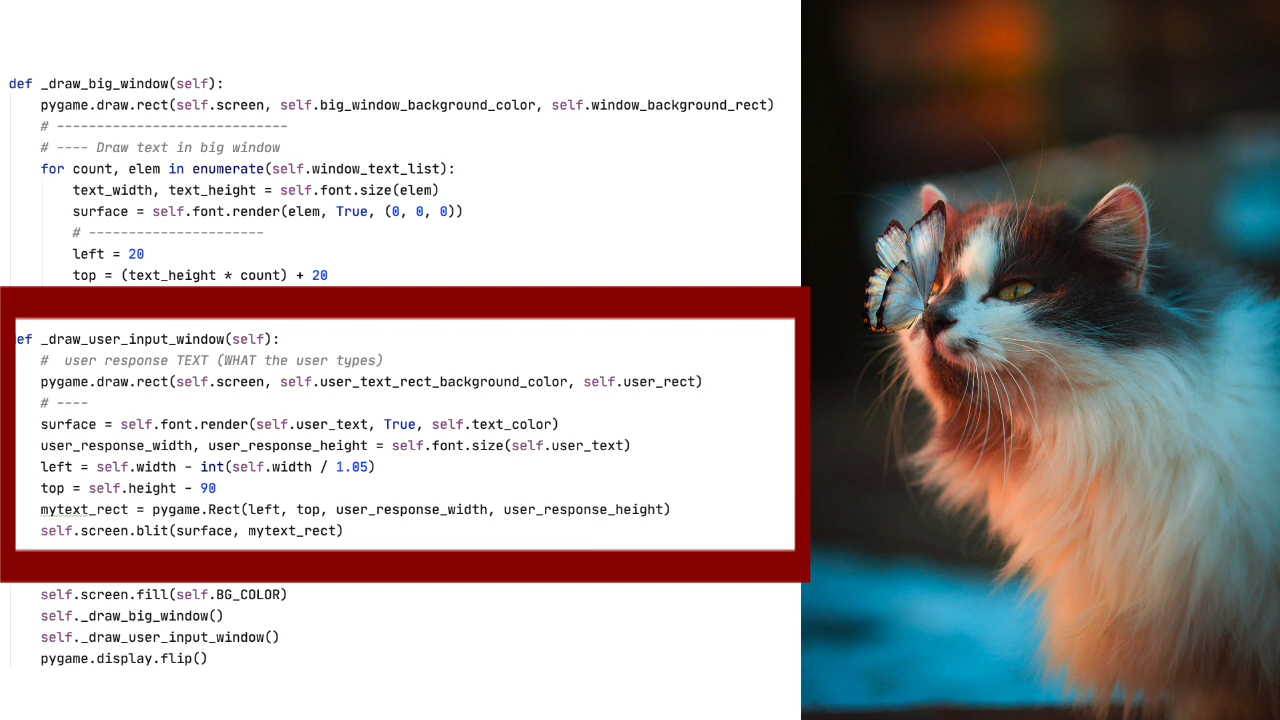 def _draw_big_window(self):
    pygame.draw.rect(self.screen, self.big_window_background_color, self.window_background_rect)
    # -----------------------------
    # ---- Draw text in big window
    for count, elem in enumerate(self.window_text_list):
        text_width, text_height = self.font.size(elem)
        surface = self.font.render(elem, True, (0, 0, 0))
        # ----------------------
        left = 20
        top = (text_height * count) + 20
ef _draw_user_input_window(self):
    #  user response TEXT (WHAT the user types)
    pygame.draw.rect(self.screen, self.user_text_rect_background_color, self.user_rect)
    # ----
    surface = self.font.render(self.user_text, True, self.text_color)
    user_response_width, user_response_height = self.font.size(self.user_text)
    left = self.width - int(self.width / 1.05)
    top = self.height - 90
    mytext_rect = pygame.Rect(left, top, user_response_width, user_response_height)
    self.screen.blit(surface, mytext_rect)
    self.screen.fill(self.BG_COLOR)
    self._draw_big_window()
    self._draw_user_input_window()
    pygame.display.flip()